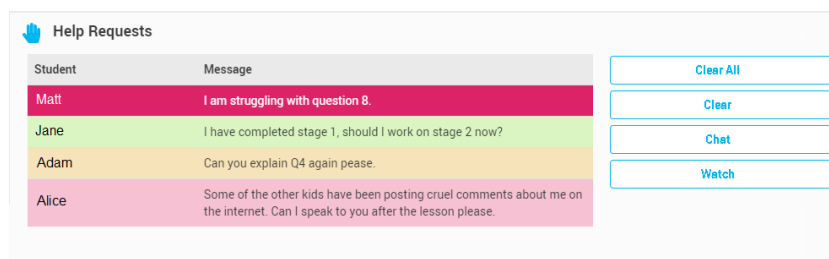 Help Requests
Student Message
Matt I am struggling with question 8.
Jane I have completed stage 1, should I work on stage 2 now?
Adam Can you explain Q4 again pease.
Alice Some of the other kids have been posting cruel comments about me on
the internet. Can I speak to you after the lesson please.
Clear All
Clear
Chat
Watch